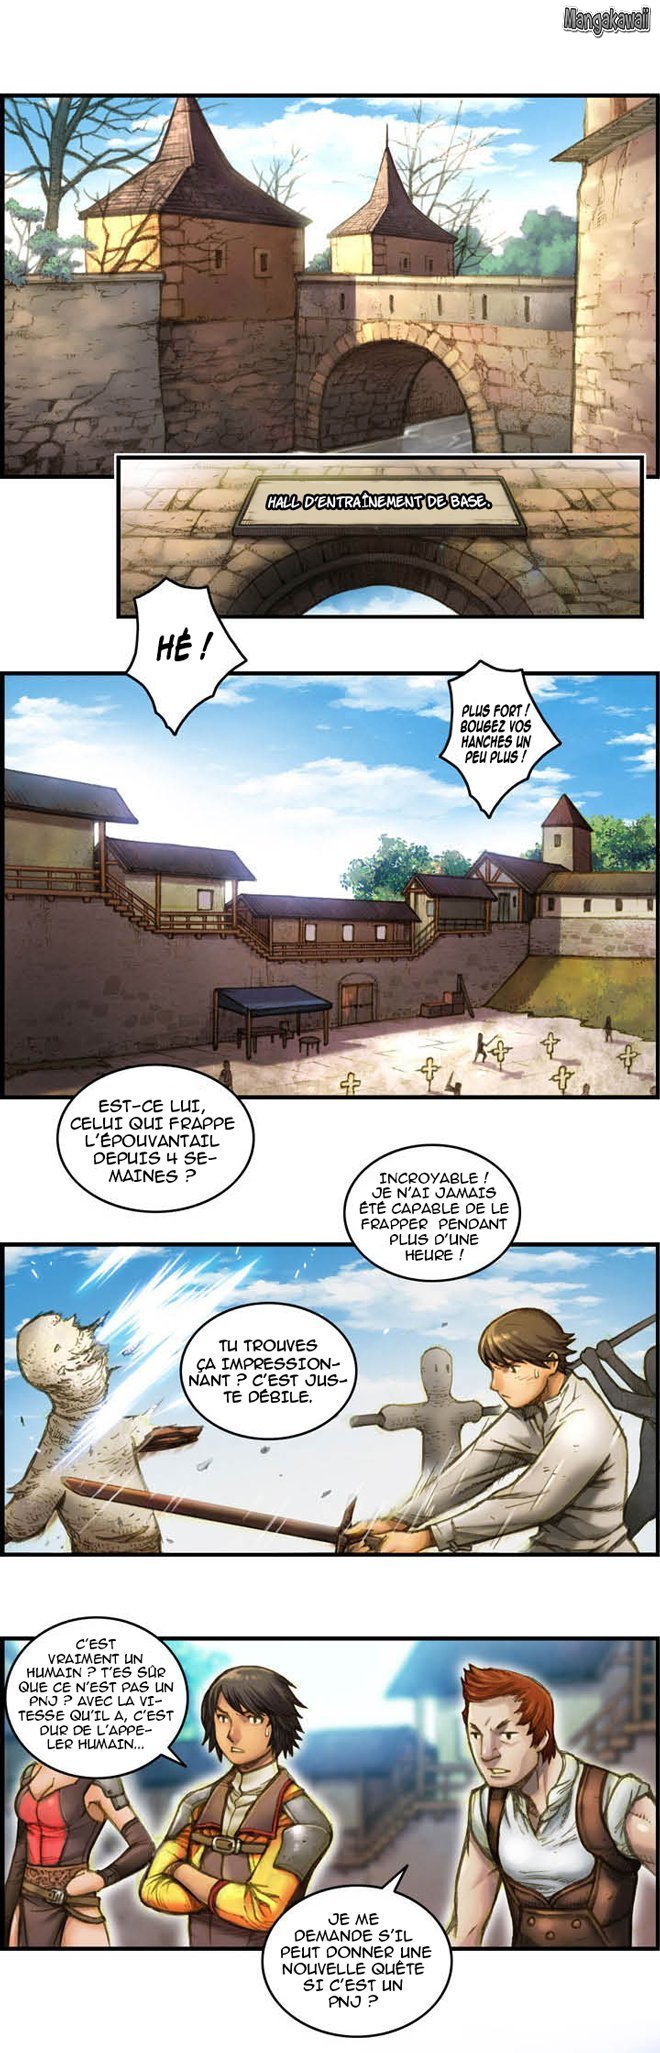 Mangakawaii
HALL D'ENTRAÎNEMENT DE BASE.
HÉ !
PLUS FORT !
BOUGEZ VOS
HANCHES UN
PEU PLUS !
EST-CE LUI,
CELUI QUI FRAPPE
L'ÉPOUVANTAIL
DEPUIS 4 SE-
MAINES ?
INCROYABLE !
JE N'AI JAMAIS
ÉTÉ CAPABLE DE LE
FRAPPER PENDANT
PLUS D'UNE
HEURE !
TU TROUVES
ÇA IMPRESSION-
NANT ? C'EST JUS-
TE DÉBILE.
C'EST
VRAIMENT UN
HUMAIN ? T'ES SÛR
QUE CE N'EST PAS UN
PNJ ? AVEC LA VI-
TESSE QU'IL A, C'EST
DUR DE L'APPE-
LER HUMAIN...
JE ME
DEMANDE S'IL
PEUT DONNER UNE
NOUVELLE QUÊTE
SI C'EST UN
PNJ ?